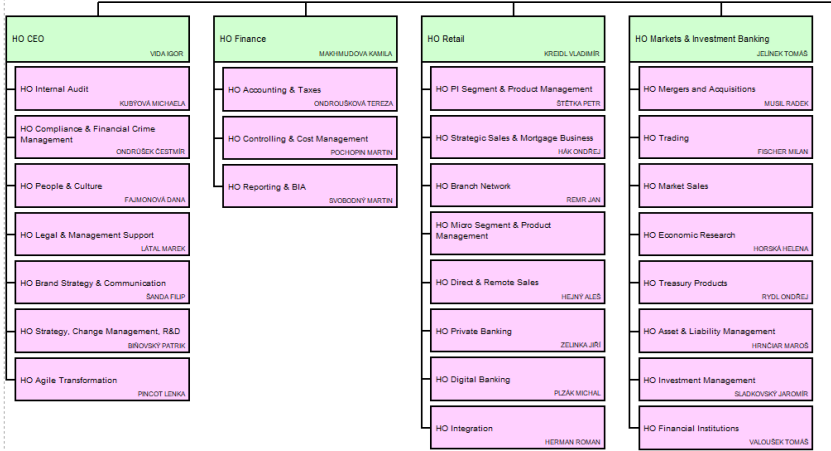 HO CEO
VIDA IGOR
HO Internal Audit
KUBÝOVÁ MICHAELA
HO Compliance & Financial Crime
Management
ONDRŮŠEK ČESTMÍR
HO People & Culture
FAJMONOVÁ DANA
HO Legal & Management Support
LÁTAL MAREK
HO Brand Strategy & Communication
ŠANDA FILIP
HO Strategy, Change Management, R&D
BIŇOVSKÝ PATRIK
HO Agile Transformation
PINCOT LENKA
HO Finance
MAKHMUDOVA KAMILA
HO Accounting & Taxes
ONDROUŠKOVÁ TEREZA
HO Controlling & Cost Management
POCHOPIN MARTIN
HO Reporting & BIA
SVOBODNÝ MARTIN
HO Retail
KREIDL VLADIMÍR
HO PI Segment & Product Management
ŠTĚTKA PETR
HO Strategic Sales & Mortgage Business
HÁK ONDŘEJ
HO Branch Network
REMR JAN
HO Micro Segment & Product
Management
HO Direct & Remote Sales
HEJNÝ ALEŠ
HO Private Banking
ZELINKA JIŘÍ
HO Digital Banking
PLZÁK MICHAL
HO Integration
HERMAN ROMAN
HO Markets & Investment Banking
JELÍNEK TOMÁŠ
HO Mergers and Acquisitions
MUSIL RADEK
HO Trading
FISCHER MILAN
HO Market Sales
HO Economic Research
HORSKÁ HELENA
HO Treasury Products
RYDL ONDŘEJ
HO Asset & Liability Management
HRNČIAR MAROŠ
HO Investment Management
SLADKOVSKÝ JAROMÍR
HO Financial Institutions
VALOUŠEK TOMÁŠ